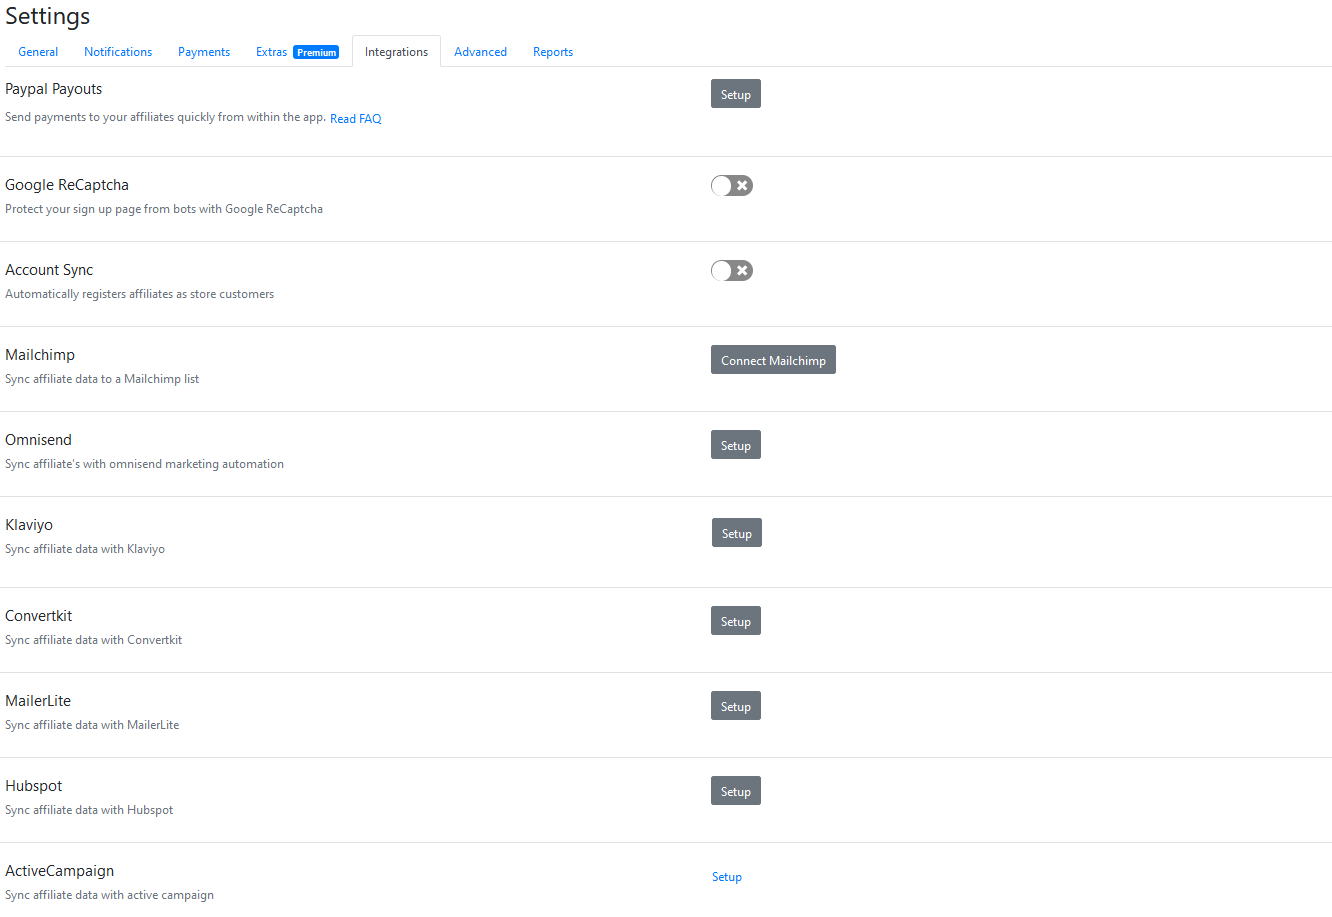 Settings
General Notifications Payments Extras Premium Integrations Advanced Reports
Paypal Payouts
Setup
Send payments to your affiliates quickly from within the app. Read FAQ
Google ReCaptcha
Protect your sign up page from bots with Google ReCaptcha
Account Sync
Automatically registers affiliates as store customers
Mailchimp
Connect Mailchimp
Sync affiliate data to a Mailchimp list
Omnisend
Setup
Sync affiliate's with omnisend marketing automation
Klaviyo
Setup
Sync affiliate data with Klaviyo
Convertkit
Setup
Sync affiliate data with Convertkit
MailerLite
Setup
Sync affiliate data with MailerLite
Hubspot
Setup
Sync affiliate data with Hubspot
ActiveCampaign
Setup
Sync affiliate data with active campaign